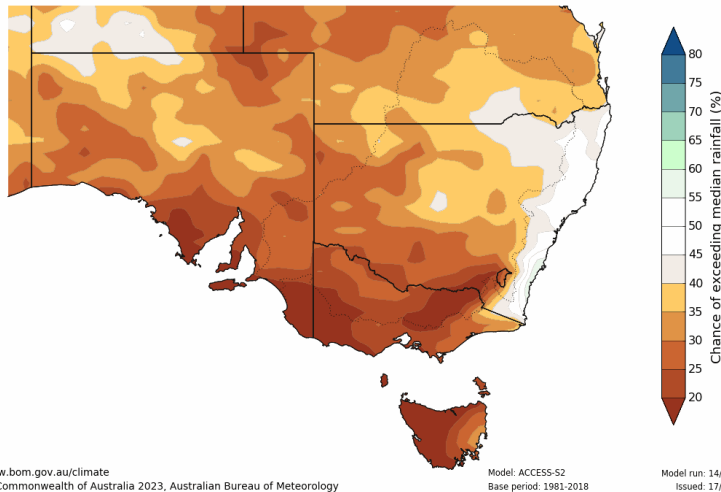 80
75
70
65
60
55
45
40
35
30
25
20
Chance of exceeding median rainfall (%)
w.bom.gov.au/climate
Commonwealth of Australia 2023, Australian Bureau of Meteorology
Model: ACCESS-S2
Base period: 1981-2018
Model run: 14/
Issued: 17/